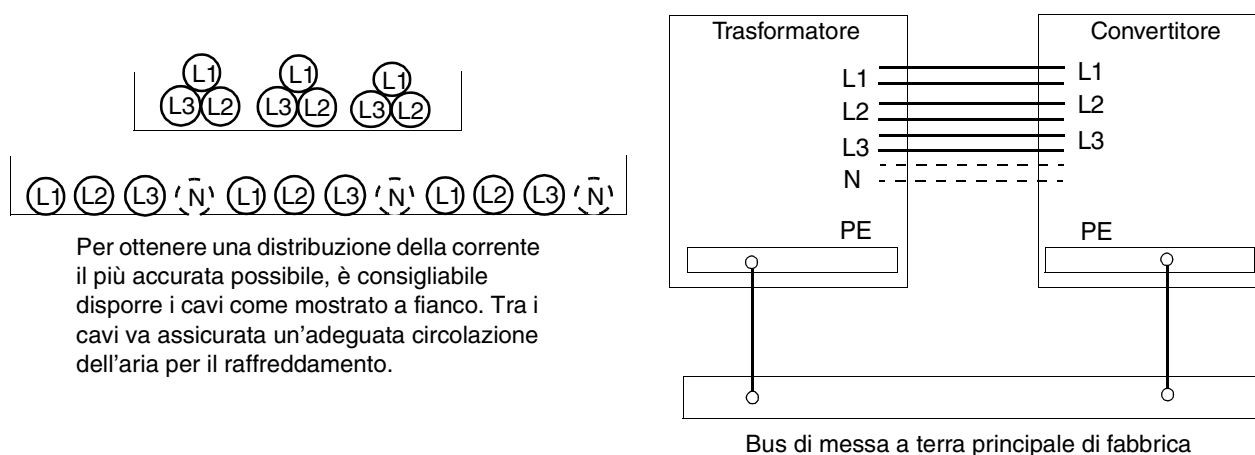 L1 L1 L1
L3 L2 L3 L2 L3 L2
L1 L2 L3 N L1 L2 L3 N L1 L2 L3 N
Per ottenere una distribuzione della corrente
il più accurata possibile, è consigliabile
disporre i cavi come mostrato a fianco. Tra i
cavi va assicurata un’adeguata circolazione
dell’aria per il raffreddamento.
Trasformatore Convertitore
L1 L1
L2 L2
L3 L3
N
PE PE
Bus di messa a terra principale di fabbrica